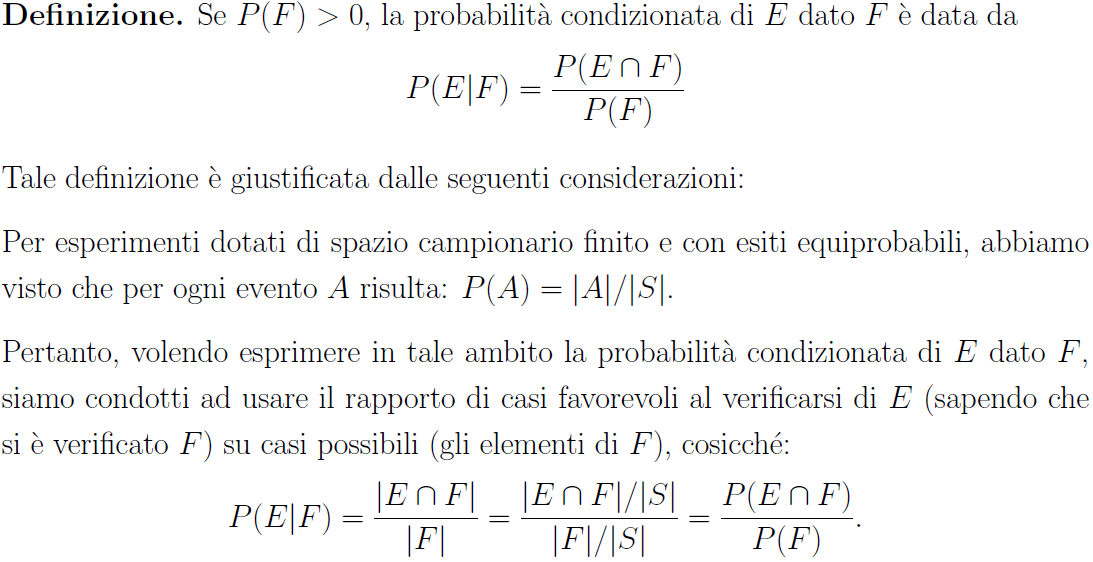 Definizione. Se P(F) > 0, la probabilità condizionata di E dato F è data da
P(E|F) = P(E ∩ F) / P(F)
Tale definizione è giustificata dalle seguenti considerazioni:
Per esperimenti dotati di spazio campionario finito e con esiti equiprobabili, abbiamo
visto che per ogni evento A risulta: P(A) = |A|/|S|.
Pertanto, volendo esprimere in tale ambito la probabilità condizionata di E dato F,
siamo condotti ad usare il rapporto di casi favorevoli al verificarsi di E (sapendo che
si è verificato F) su casi possibili (gli elementi di F), cosicché:
P(E|F) = |E ∩ F| / |F| = |E ∩ F|/|S| / |F|/|S| = P(E ∩ F) / P(F).